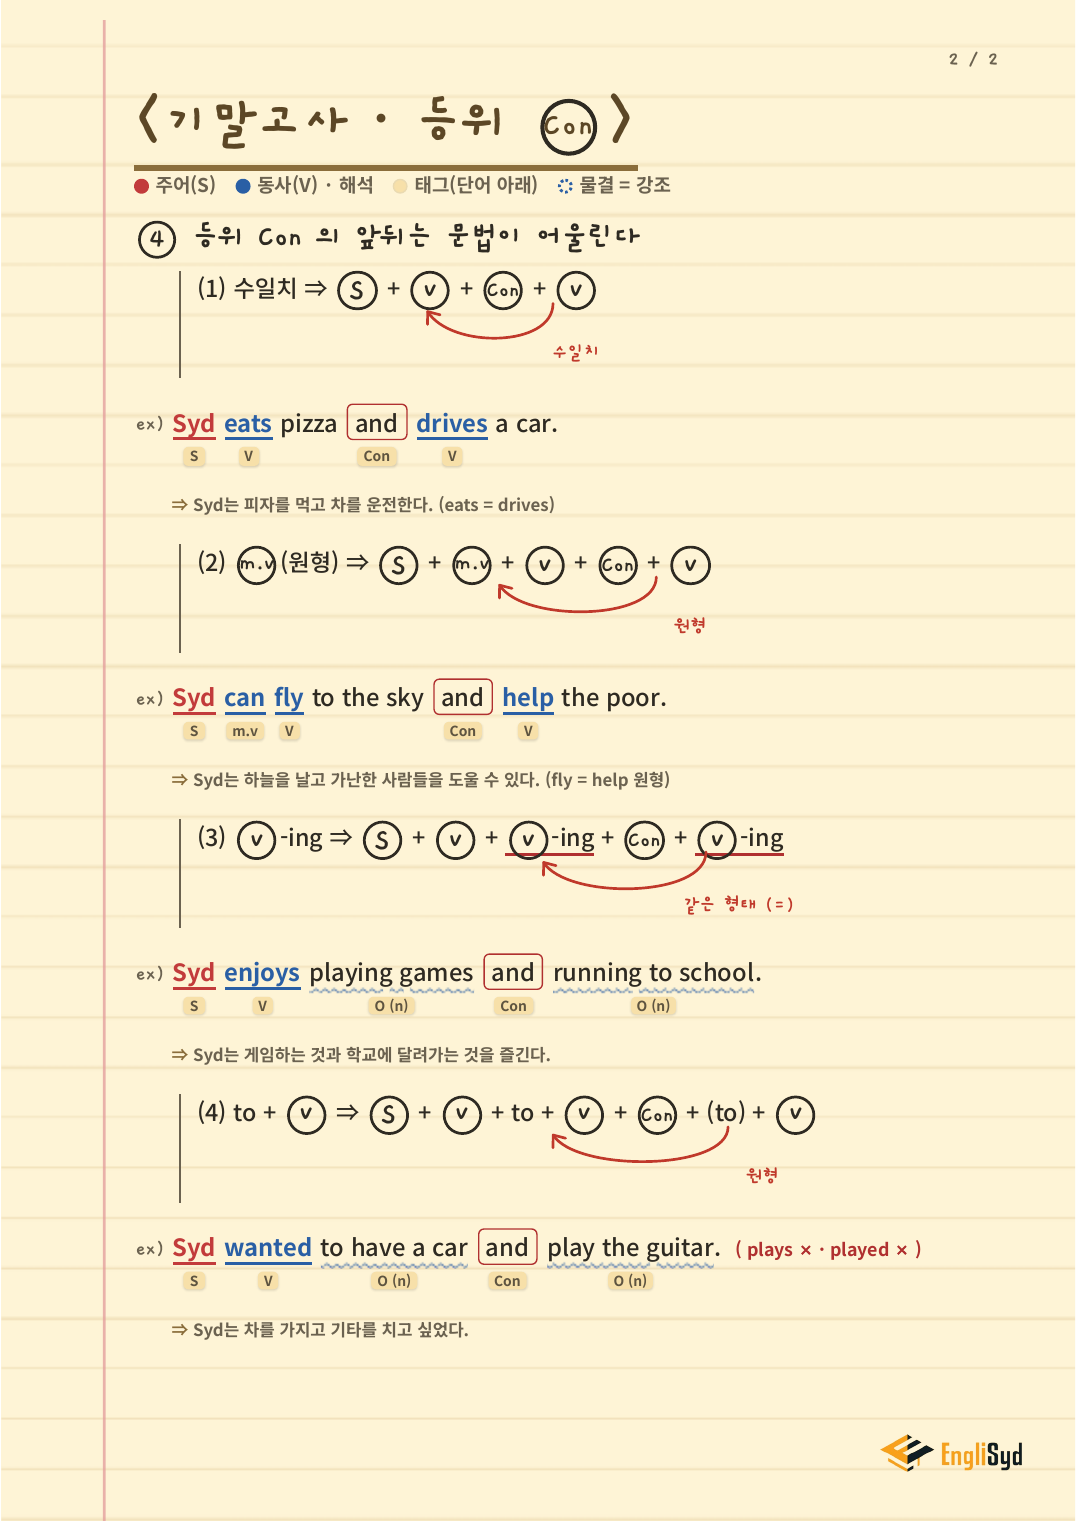 2 / 2
〈기말고사 · 등위 Con〉
주어(S) 동사(V) · 해석 태그(단어 아래) 물결 = 강조
④ 등위 Con 의 앞뒤는 문법이 어울린다
(1) 수일치 ⇒ S + V + Con + V
수일치
ex) Syd eats pizza and drives a car.
S V Con V
⇒ Syd는 피자를 먹고 차를 운전한다. (eats = drives)
(2) m.v (원형) ⇒ S + m.v + V + Con + V
원형
ex) Syd can fly to the sky and help the poor.
S m.v V Con V
⇒ Syd는 하늘을 날고 가난한 사람들을 도울 수 있다. (fly = help 원형)
(3) V -ing ⇒ S + V + V -ing + Con + V -ing
같은 형태 (=)
ex) Syd enjoys playing games and running to school.
S V O (n) Con O (n)
⇒ Syd는 게임하는 것과 학교에 달려가는 것을 즐긴다.
(4) to + V ⇒ S + V + to + V + Con + (to) + V
원형
ex) Syd wanted to have a car and play the guitar. ( plays × · played × )
S V O (n) Con O (n)
⇒ Syd는 차를 가지고 기타를 치고 싶었다.
EngliSyd